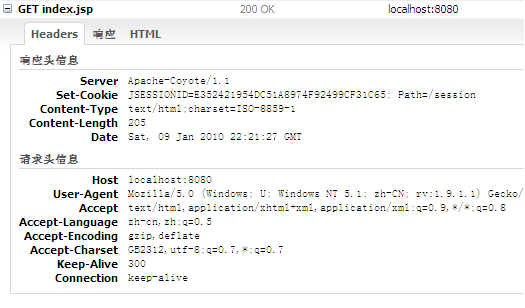 GET index.jsp 200 OK localhost:8080
Headers 响应 HTML
响应头信息
Server Apache-Coyote/1.1
Set-Cookie JSESSIONID=E352421954DC51A8974F92499CF31C65; Path=/session
Content-Type text/html;charset=ISO-8859-1
Content-Length 205
Date Sat, 09 Jan 2010 22:21:27 GMT
请求头信息
Host localhost:8080
User-Agent Mozilla/5.0 (Windows; U; Windows NT 5.1; zh-CN; rv:1.9.1.1) Gecko/
Accept text/html,application/xhtml+xml,application/xml;q=0.9,*/*;q=0.8
Accept-Language zh-cn,zh;q=0.5
Accept-Encoding gzip,deflate
Accept-Charset GB2312,utf-8;q=0.7,*;q=0.7
Keep-Alive 300
Connection keep-alive